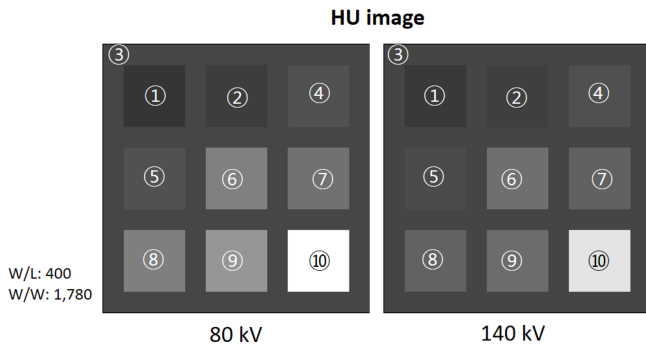 HU image
③ ③
① ② ④ ① ② ④
⑤ ⑥ ⑦ ⑤ ⑥ ⑦
⑧ ⑨ ⑩ ⑧ ⑨ ⑩
W/L: 400
W/W: 1,780
80 kV 140 kV